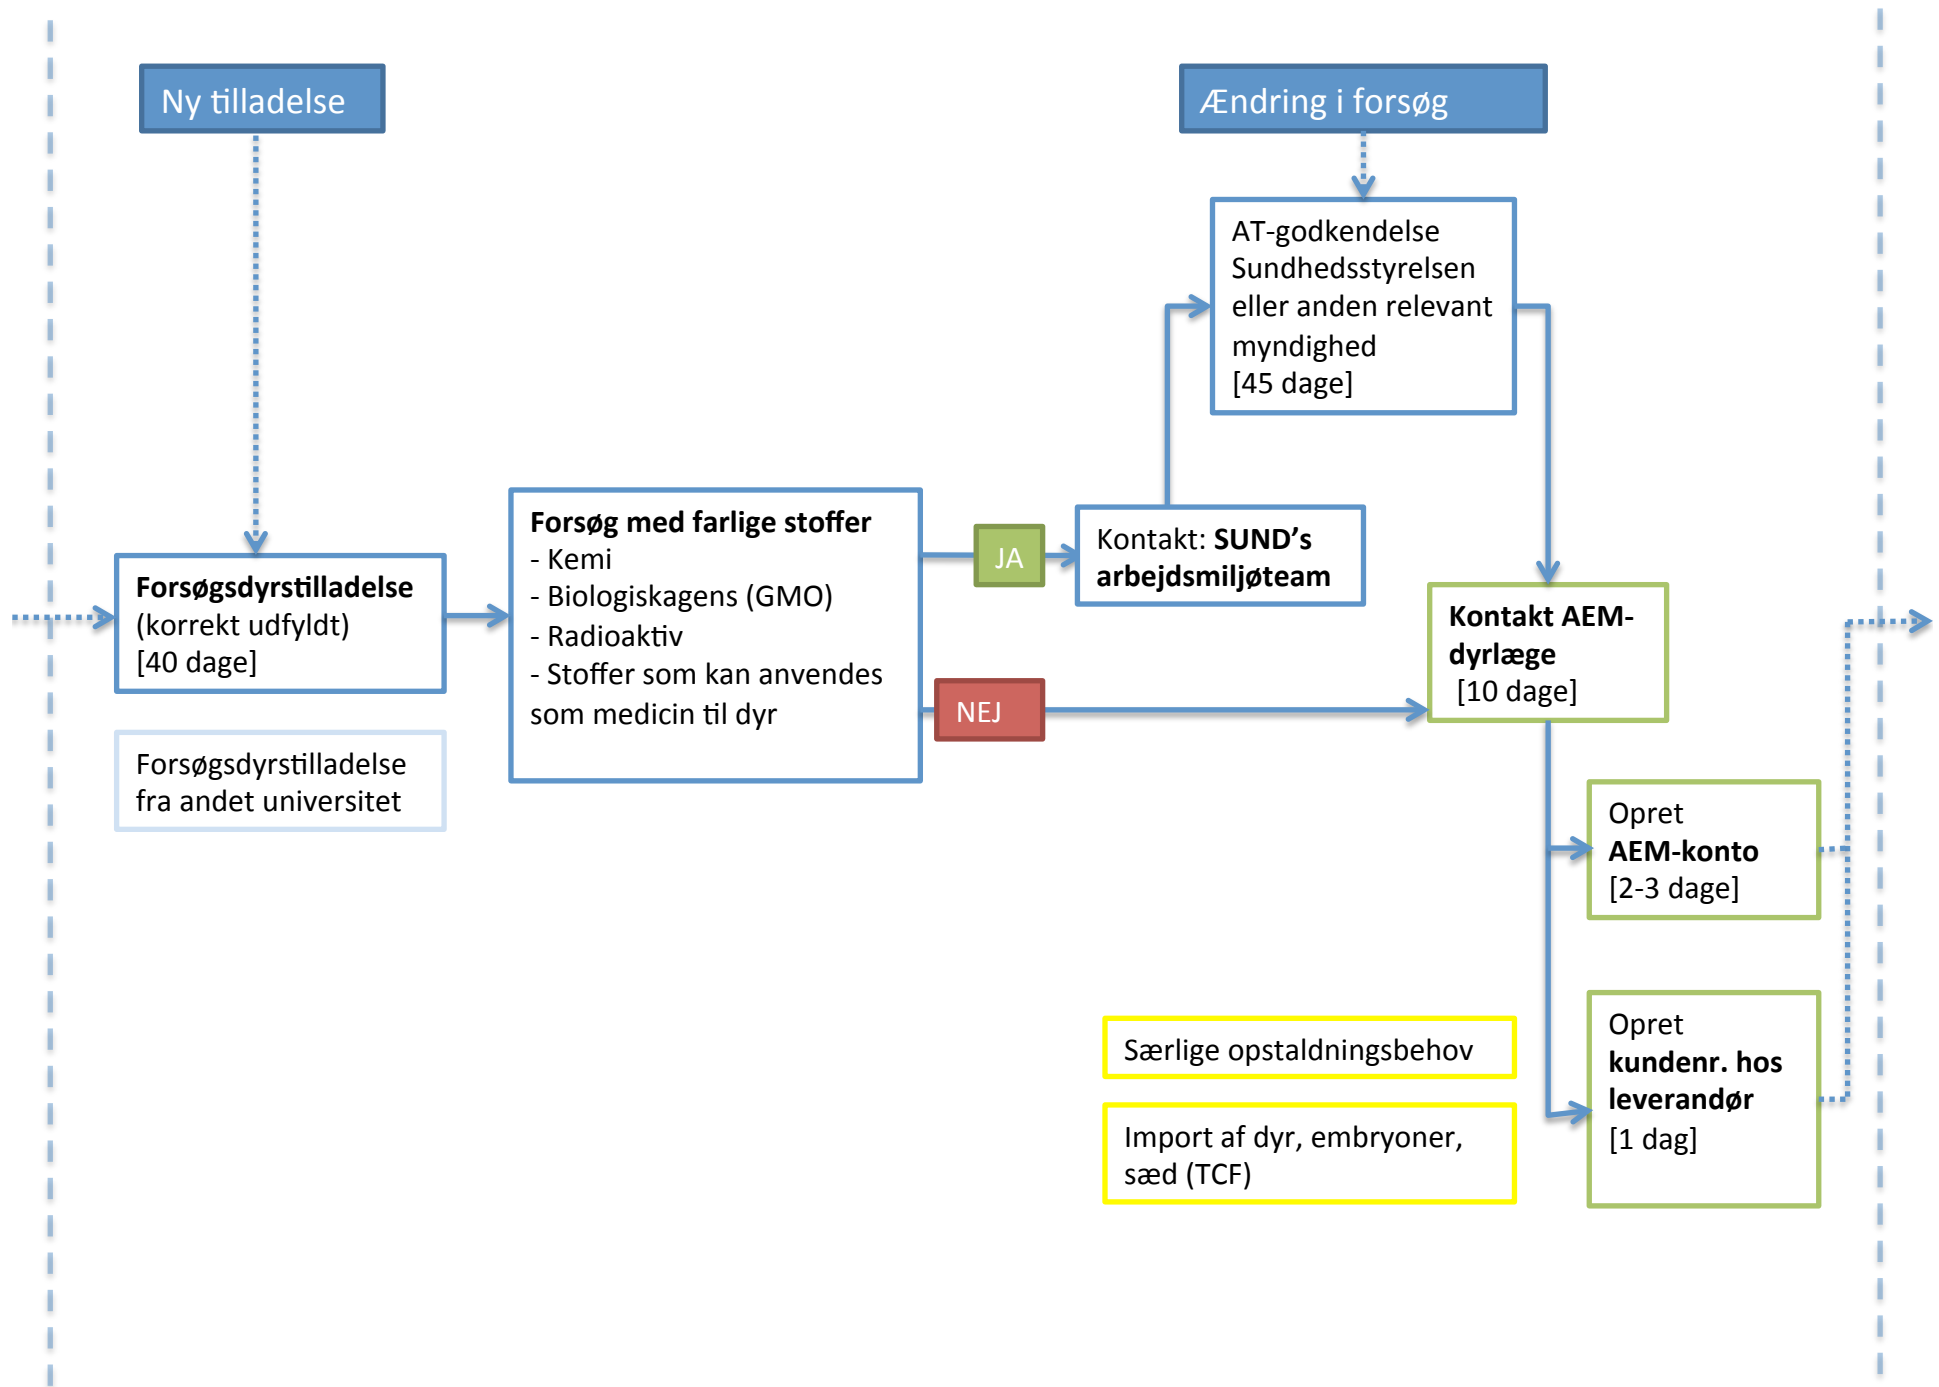 Ny tilladelse
Ændring i forsøg
AT-godkendelse
Sundhedsstyrelsen
eller anden relevant
myndighed
[45 dage]
Forsøgsdyrstilladelse
(korrekt udfyldt)
[40 dage]
Forsøgsdyrstilladelse
fra andet universitet
Forsøg med farlige stoffer
- Kemi
- Biologiskagens (GMO)
- Radioaktiv
- Stoffer som kan anvendes
som medicin til dyr
JA
NEJ
Kontakt: SUND's
arbejdsmiljøteam
Kontakt AEM-
dyrlæge
[10 dage]
Opret
AEM-konto
[2-3 dage]
Opret
kundenr. hos
leverandør
[1 dag]
Særlige opstaldningsbehov
Import af dyr, embryoner,
sæd (TCF)